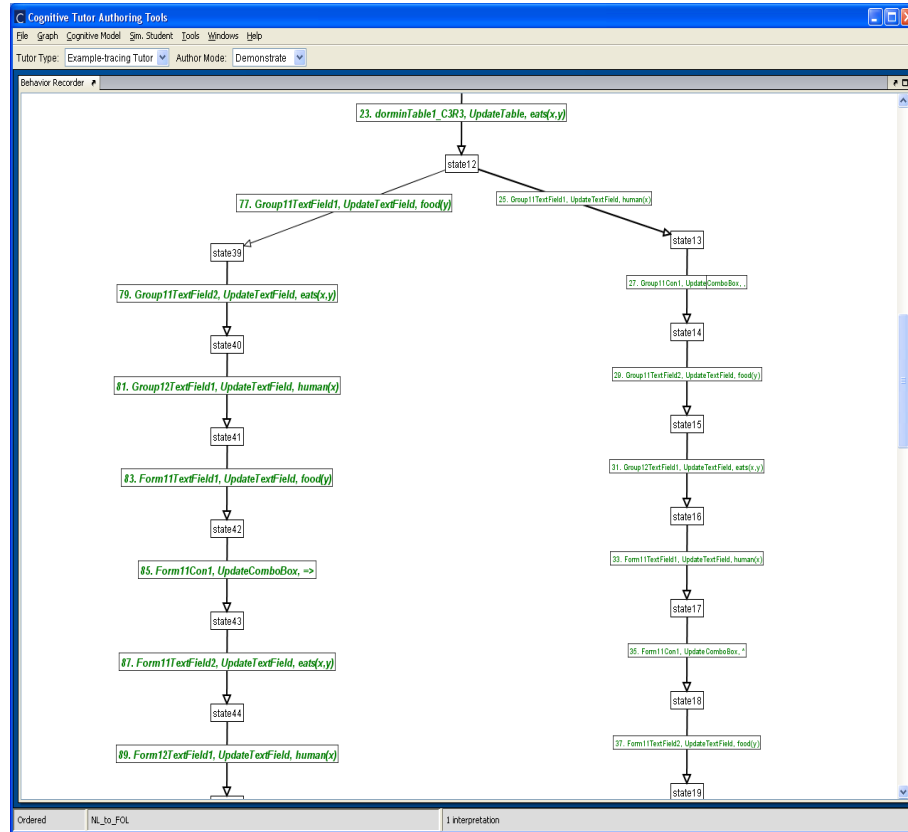 Cognitive Tutor Authoring Tools
File Graph Cognitive Model Sim. Student Tools Windows Help
Tutor Type: Example-tracing Tutor Author Mode: Demonstrate
Behavior Recorder
23. dorminTable1_C3R3, UpdateTable, eats(x,y)
state12
77. Group11TextField1, UpdateTextField, food(y)
25. Group11TextField1, UpdateTextField, human(x)
state39
state13
79. Group11TextField2, UpdateTextField, eats(x,y)
27. Group11Con1, UpdateComboBox, ,
state40
state14
81. Group12TextField1, UpdateTextField, human(x)
29. Group11TextField2, UpdateTextField, food(y)
state41
state15
83. Form11TextField1, UpdateTextField, food(y)
31. Group12TextField1, UpdateTextField, eats(x,y)
state42
state16
85. Form11Con1, UpdateComboBox, =>
33. Form11TextField1, UpdateTextField, human(x)
state43
state17
87. Form11TextField2, UpdateTextField, eats(x,y)
35. Form11Con1, UpdateComboBox, ^
state44
state18
89. Form12TextField1, UpdateTextField, human(x)
37. Form11TextField2, UpdateTextField, food(y)
state19
Ordered NL_to_FOL 1 interpretation